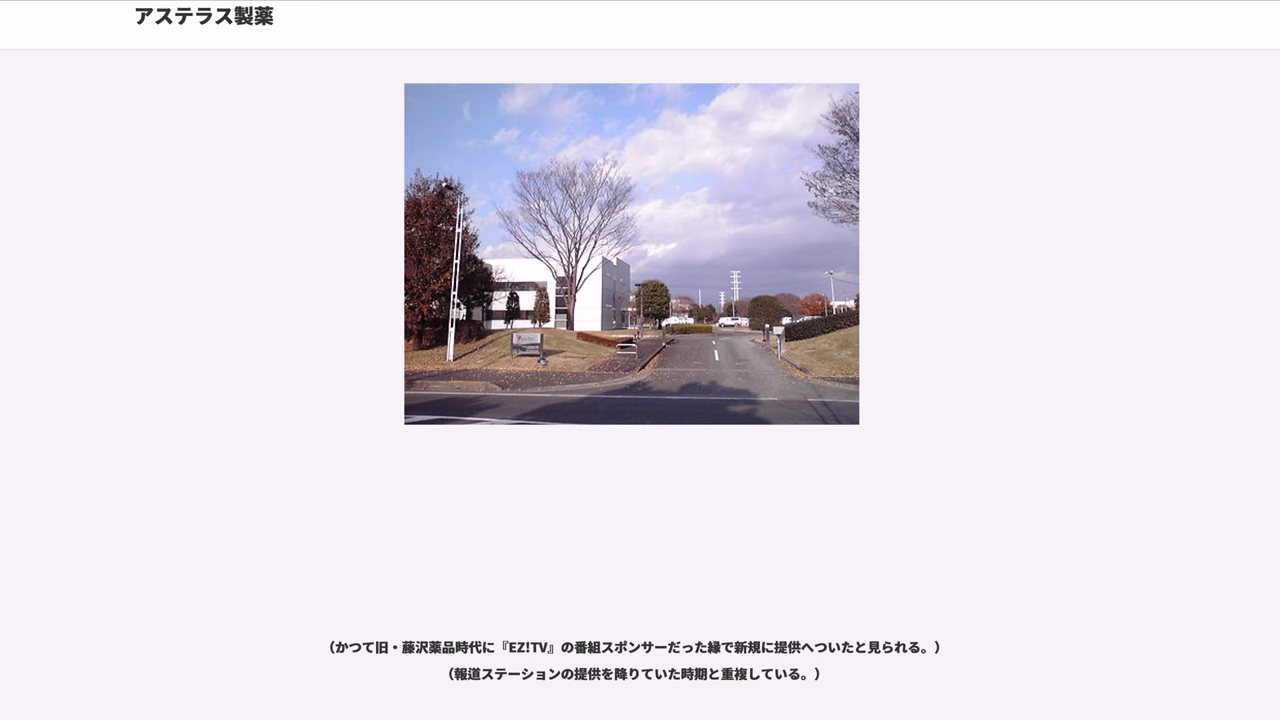 アステラス製薬
（かつて旧・藤沢薬品時代に『EZ!TV』の番組スポンサーだった縁で新規に提供へついたと見られる。）
（報道ステーションの提供を降りていた時期と重複している。）